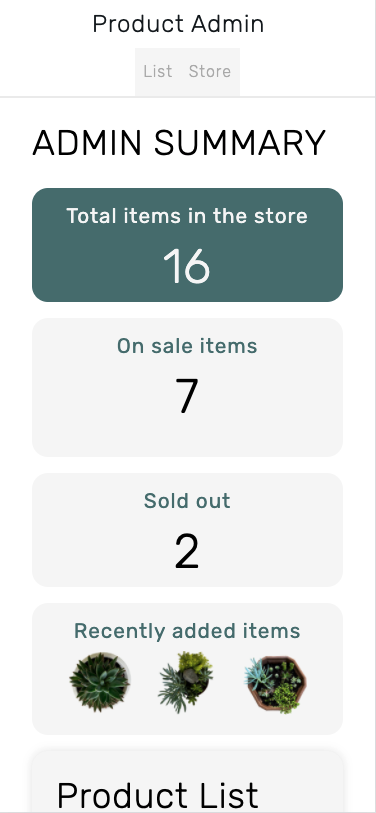 Product Admin
List Store
ADMIN SUMMARY
Total items in the store
16
On sale items
7
Sold out
2
Recently added items
Product List